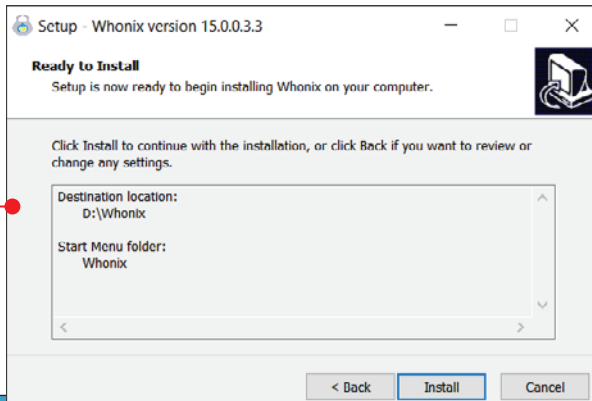 Setup - Whonix version 15.0.0.3.3
Ready to Install
Setup is now ready to begin installing Whonix on your computer.
Click Install to continue with the installation, or click Back if you want to review or
change any settings.
Destination location:
D:\Whonix
Start Menu folder:
Whonix
< Back
Install
Cancel